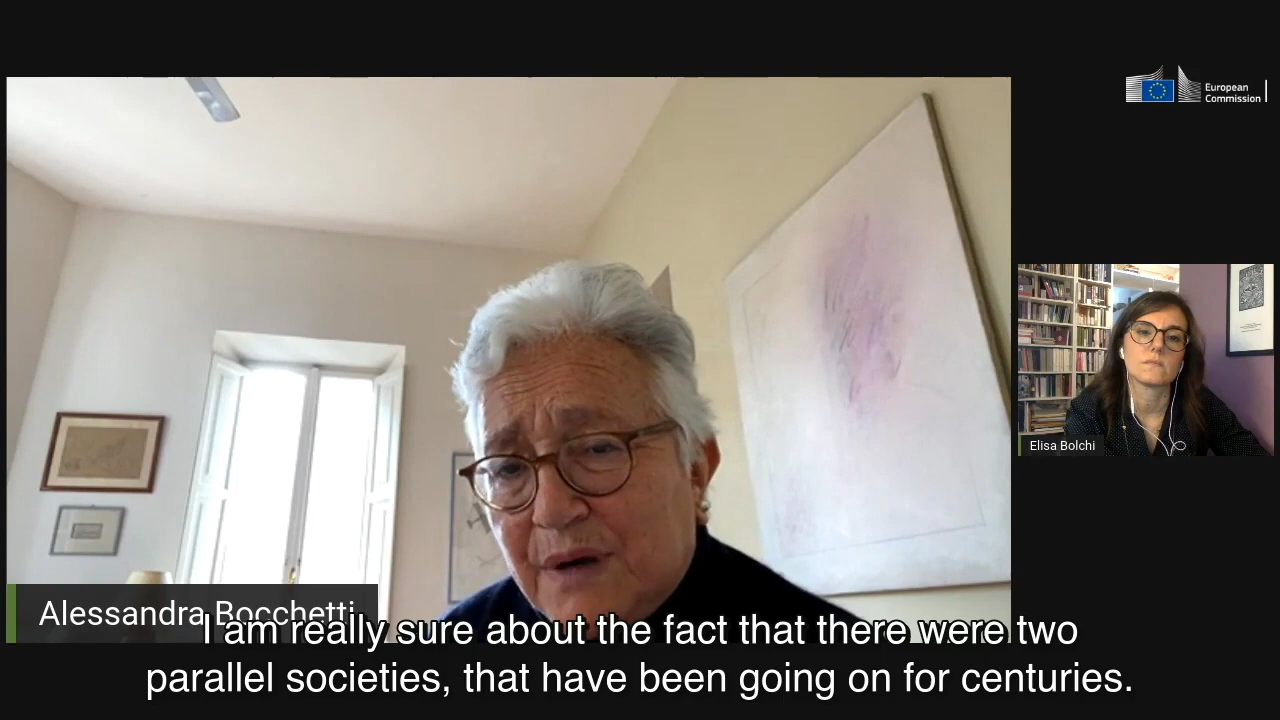 European
Commission
Elisa Bolchi
Alessandra Bocchetti
I am really sure about the fact that there were two
parallel societies, that have been going on for centuries.